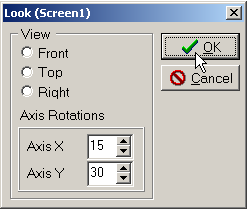 Look (Screen1)
View
Front
Top
Right
OK
Cancel
Axis Rotations
Axis X 15
Axis Y 30